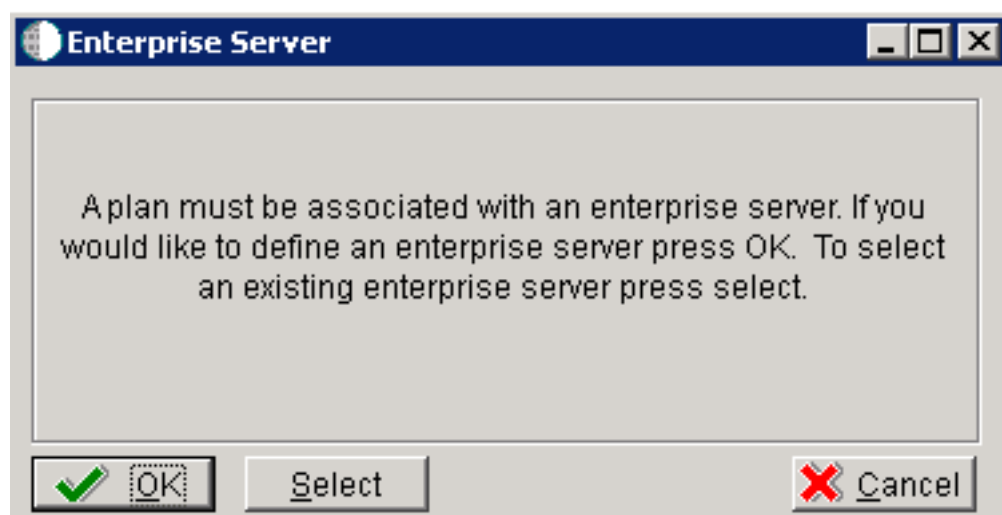 Enterprise Server
A plan must be associated with an enterprise server. If you
would like to define an enterprise server press OK.  To select
an existing enterprise server press select.
OK
Select
Cancel